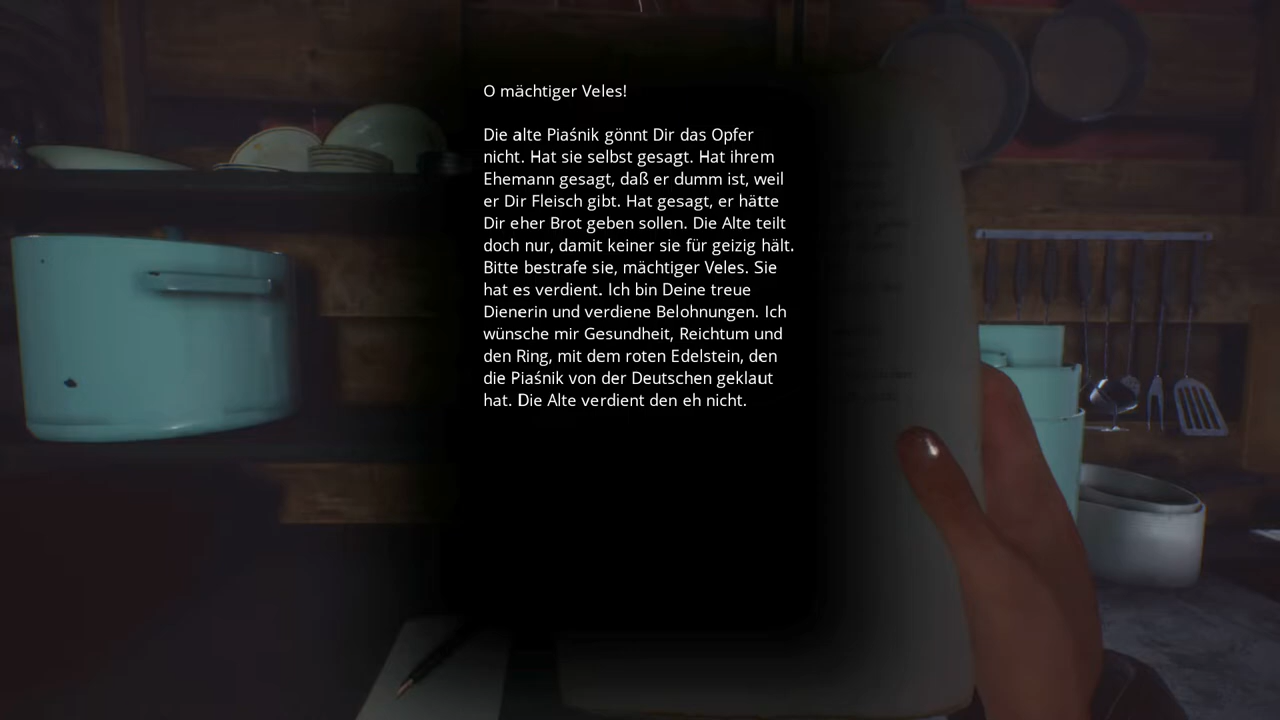 O mächtiger Veles!
Die alte Piaśnik gönnt Dir das Opfer
nicht. Hat sie selbst gesagt. Hat ihrem
Ehemann gesagt, daß er dumm ist, weil
er Dir Fleisch gibt. Hat gesagt, er hätte
Dir eher Brot geben sollen. Die Alte teilt
doch nur, damit keiner sie für geizig hält.
Bitte bestrafe sie, mächtiger Veles. Sie
hat es verdient. Ich bin Deine treue
Dienerin und verdiene Belohnungen. Ich
wünsche mir Gesundheit, Reichtum und
den Ring, mit dem roten Edelstein, den
die Piaśnik von der Deutschen geklaut
hat. Die Alte verdient den eh nicht.